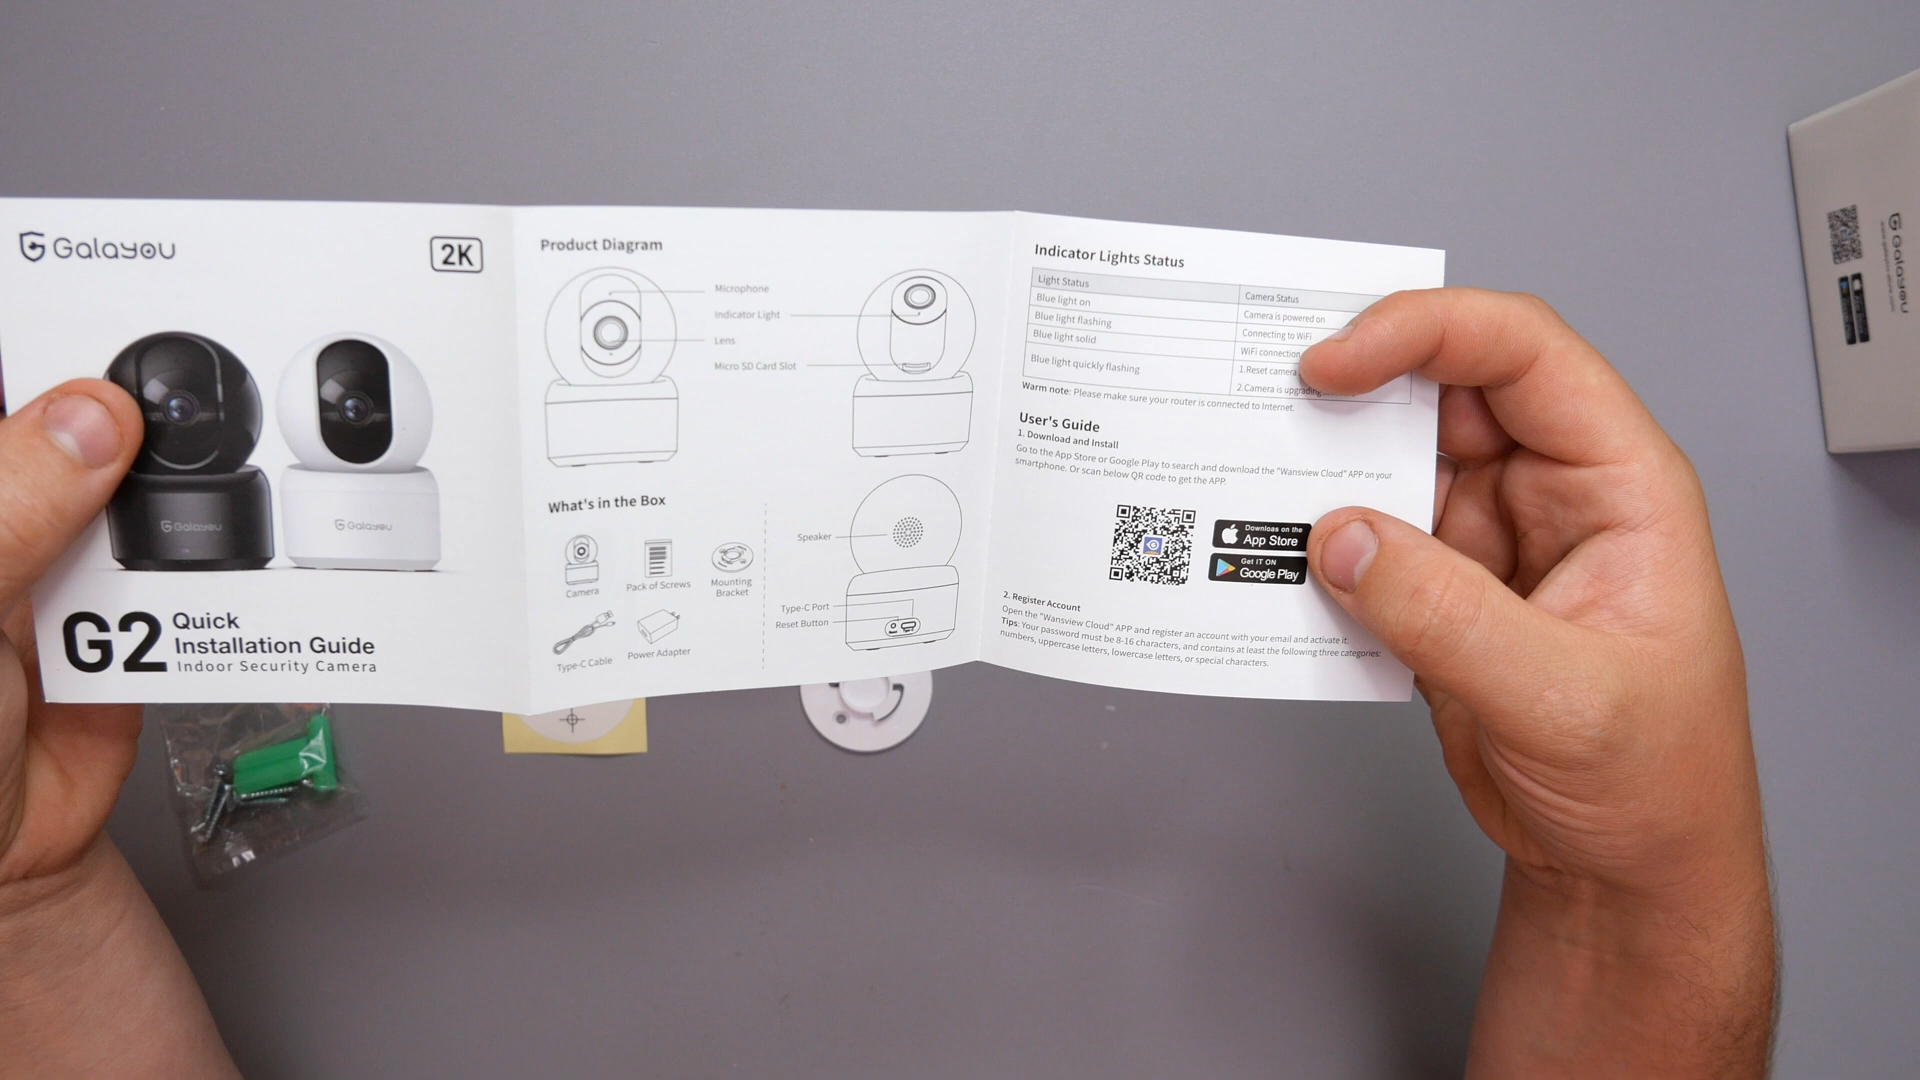 Galayou
2K
Galayou
Galayou
G2
Quick
Installation Guide
Indoor Security Camera
Product Diagram
Microphone
Indicator Light
Lens
Micro SD Card Slot
What's in the Box
Camera
Pack of Screws
Mounting
Bracket
Type-C Cable
Power Adapter
Speaker
Type-C Port
Reset Button
Indicator Lights Status
Light Status
Camera Status
Blue light on
Camera is powered on
Blue light flashing
Connecting to WiFi
Blue light solid
WiFi connection
Blue light quickly flashing
1.Reset camera
2.Camera is upgrading
Warm note: Please make sure your router is connected to Internet.
User's Guide
1. Download and Install
Go to the App Store or Google Play to search and download the "Wansview Cloud" APP on your
smartphone. Or scan below QR code to get the APP.
Downloas on the
App Store
Get IT ON
Google Play
2. Register Account
Open the "Wansview Cloud" APP and register an account with your email and activate it.
Tips: Your password must be 8-16 characters, and contains at least the following three categories:
numbers, uppercase letters, lowercase letters, or special characters.
Galayou